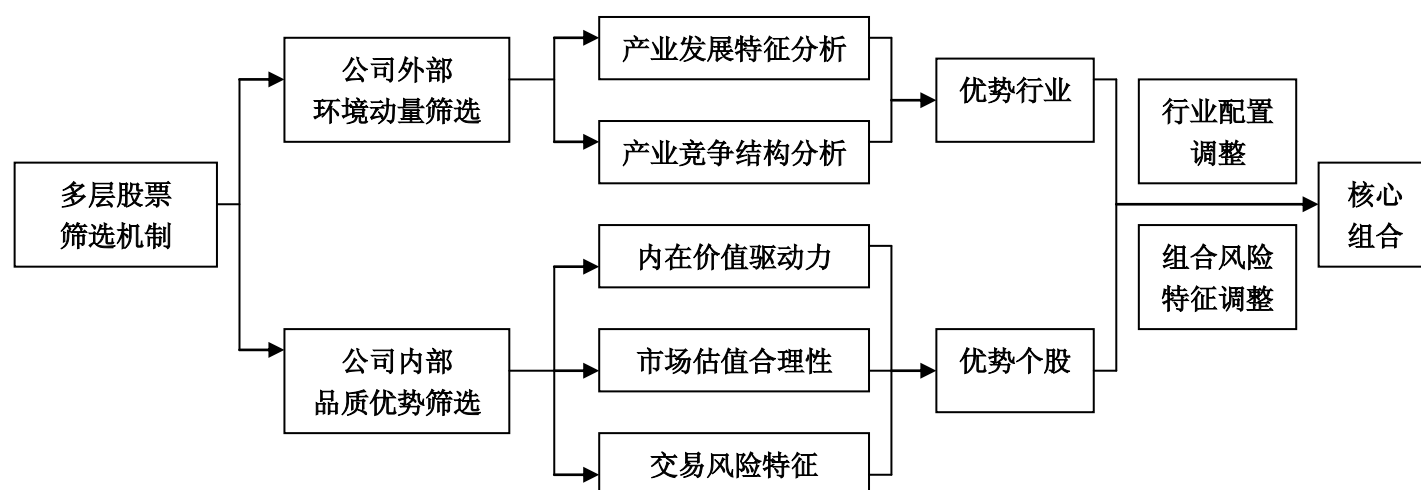 多层股票
筛选机制
公司外部
环境动量筛选
公司内部
品质优势筛选
产业发展特征分析
产业竞争结构分析
内在价值驱动力
市场估值合理性
交易风险特征
优势行业
优势个股
行业配置
调整
组合风险
特征调整
核心
组合